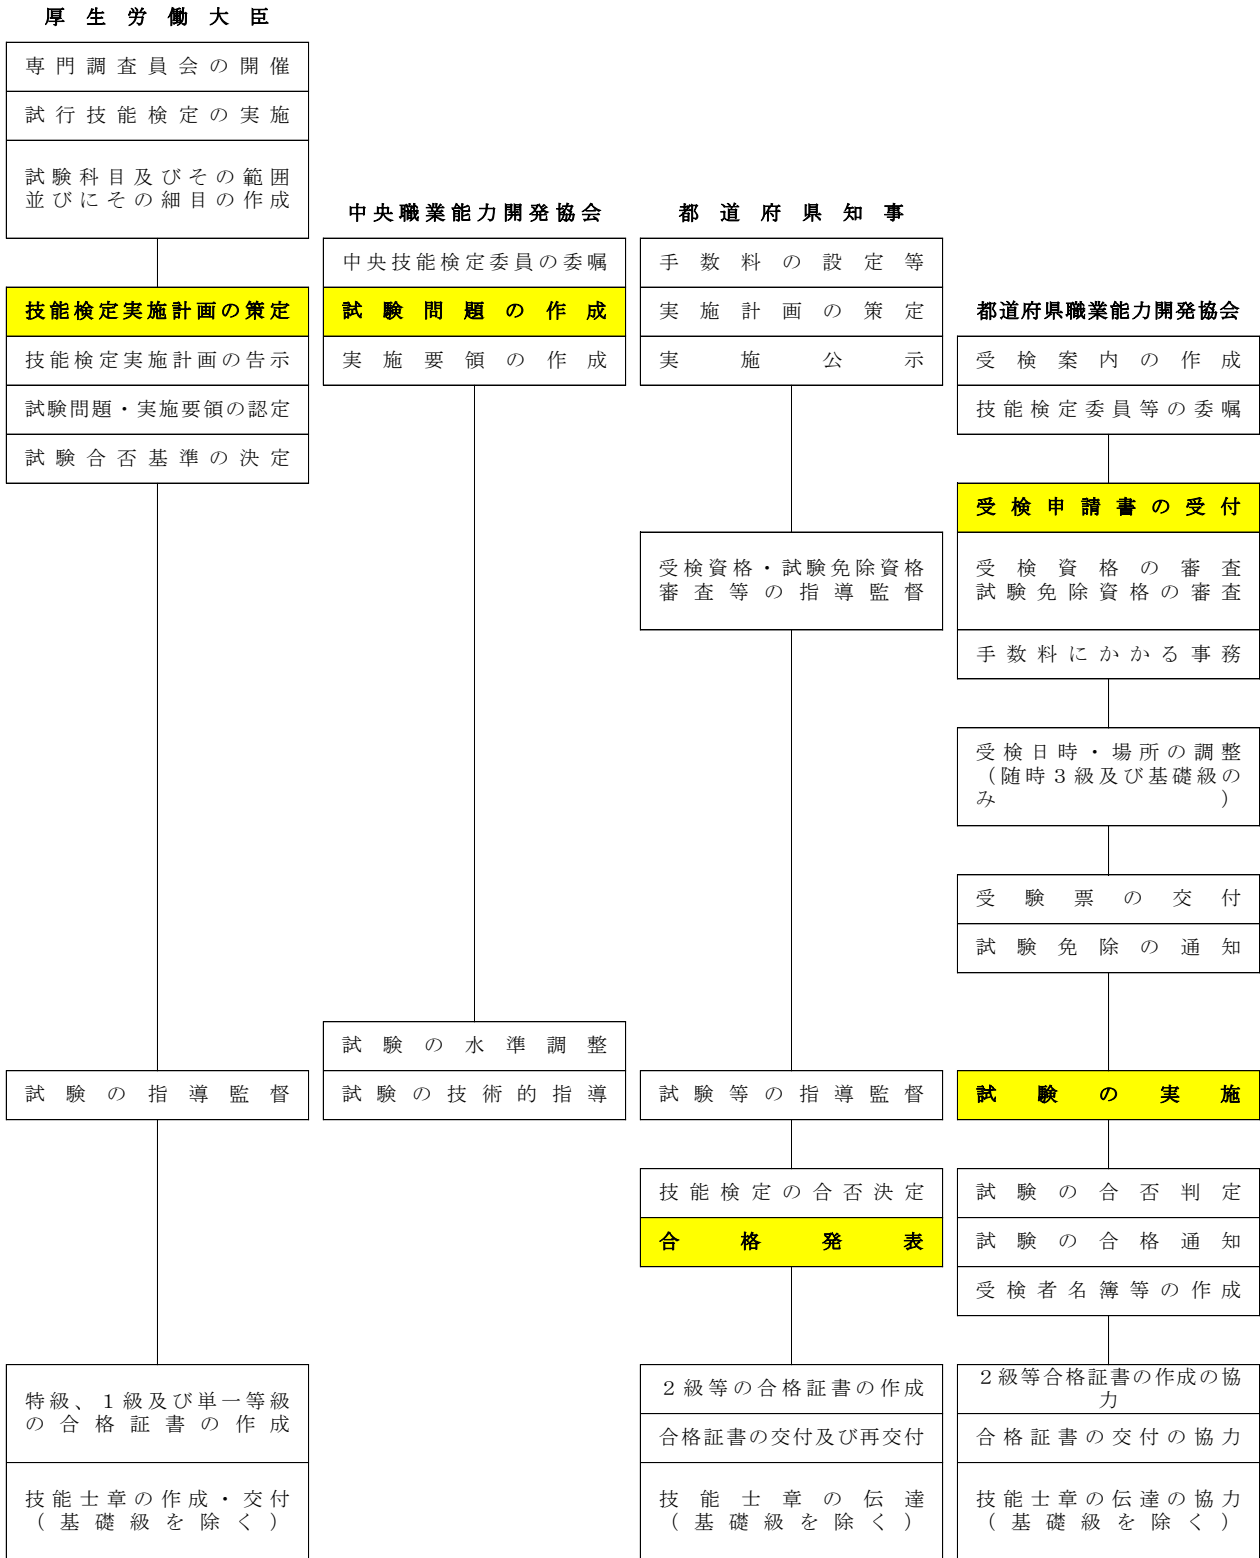 厚生労働大臣
専門調査員会の開催
試行技能検定の実施
試験科目及びその範囲
並びにその細目の作成
技能検定実施計画の策定
技能検定実施計画の告示
試験問題・実施要領の認定
試験合否基準の決定
試験の指導監督
特級、１級及び単一等級
の合格証書の作成
技能士章の作成・交付
（基礎級を除く）
中央職業能力開発協会
中央技能検定委員の委嘱
試験問題の作成
実施要領の作成
試験の水準調整
試験の技術的指導
都道府県知事
手数料の設定等
実施計画の策定
実施公示
受検資格・試験免除資格
審査等の指導監督
試験等の指導監督
技能検定の合否決定
合格発表
２級等の合格証書の作成
合格証書の交付及び再交付
技能士章の伝達
（基礎級を除く）
都道府県職業能力開発協会
受検案内の作成
技能検定委員等の委嘱
受検申請書の受付
受検資格の審査
試験免除資格の審査
手数料にかかる事務
受検日時・場所の調整
（随時３級及び基礎級の
み）
受験票の交付
試験免除の通知
試験の実施
試験の合否判定
試験の合格通知
受検者名簿等の作成
２級等合格証書の作成の協
力
合格証書の交付の協力
技能士章の伝達の協力
（基礎級を除く）